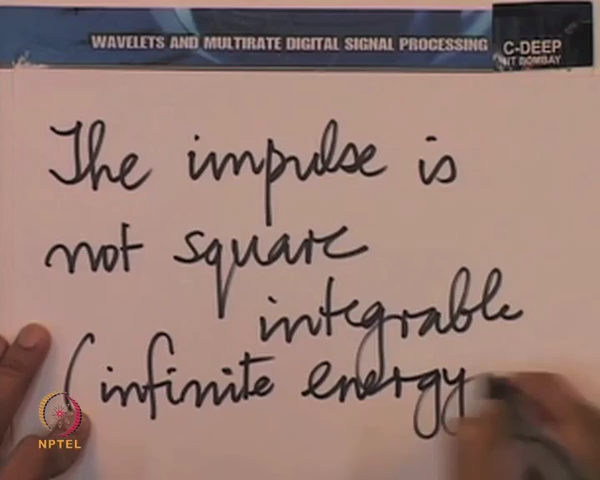 WAVELETS AND MULTIRATE DIGITAL SIGNAL PROCESSING
C-DEEP
IIT BOMBAY
The impulse is
not square
integrable
(infinite energy
NPTEL